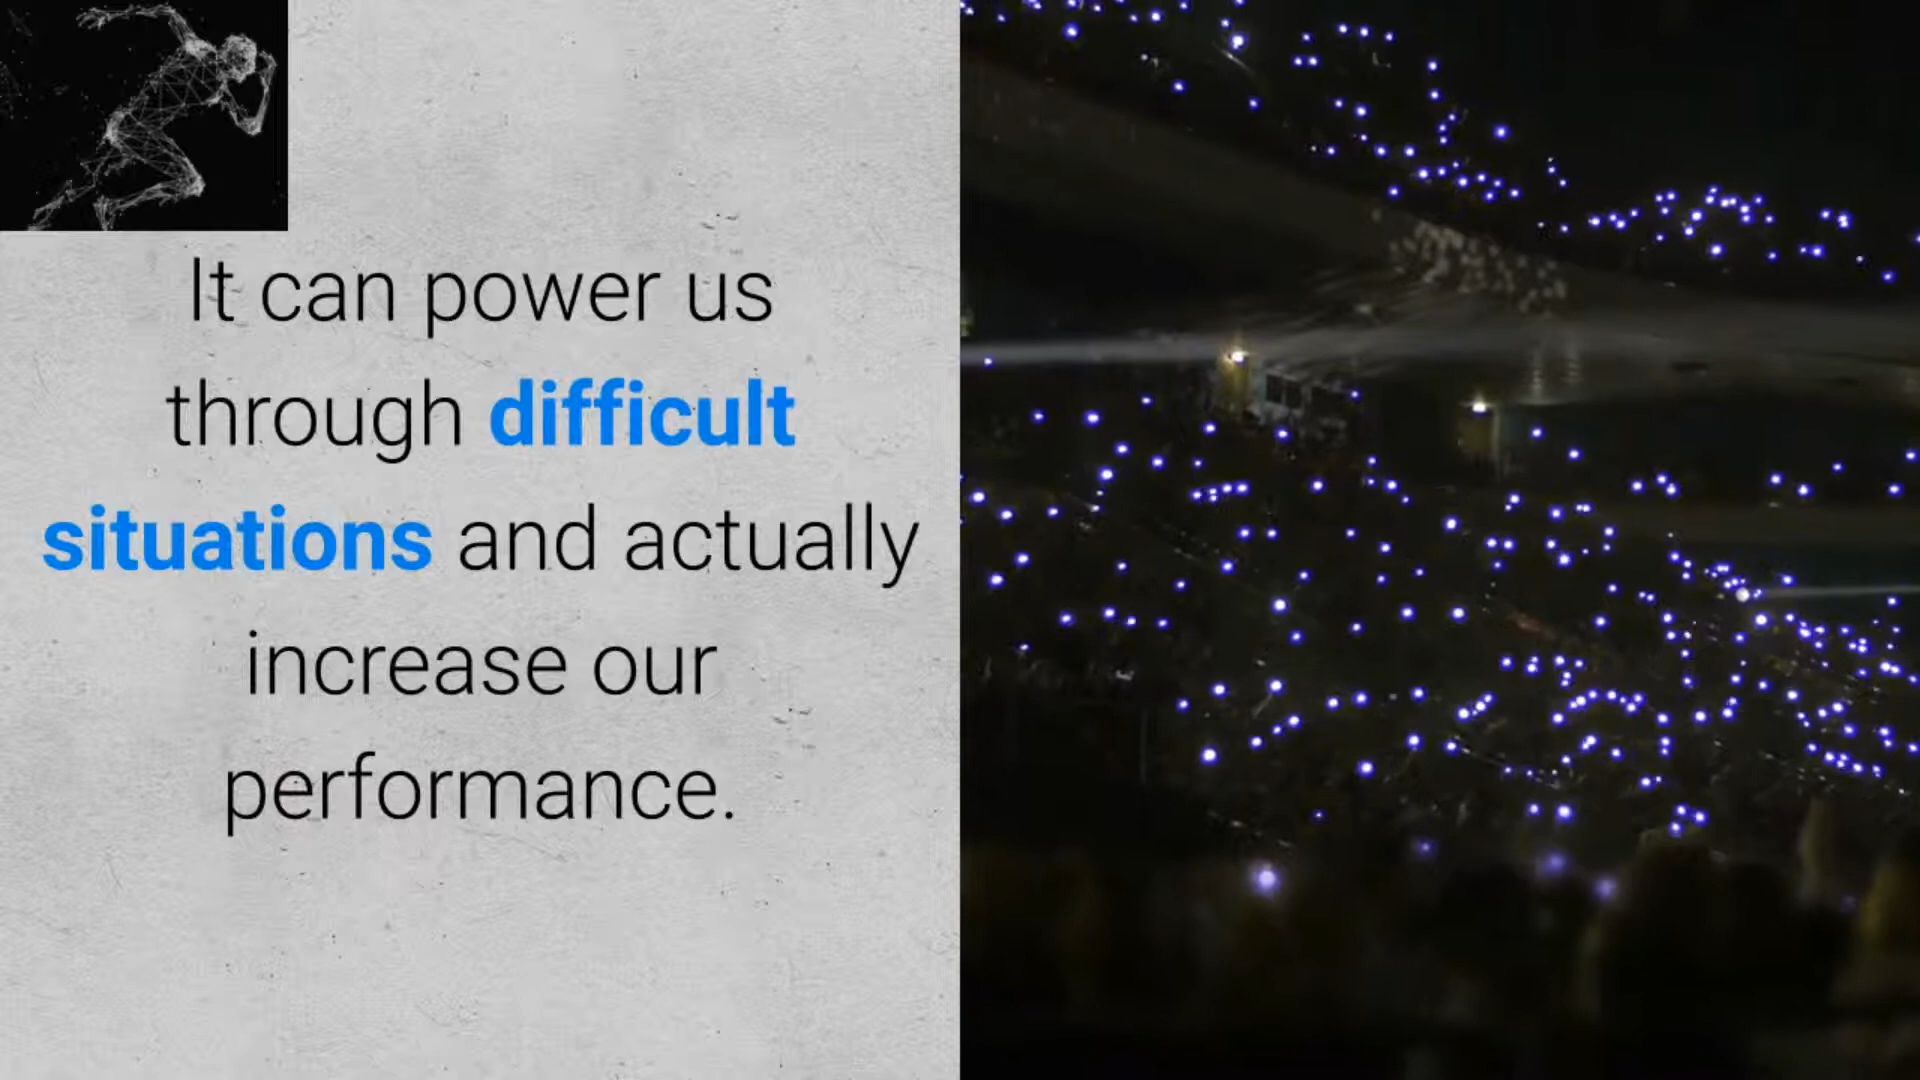 It can power us
through difficult
situations and actually
increase our
performance.